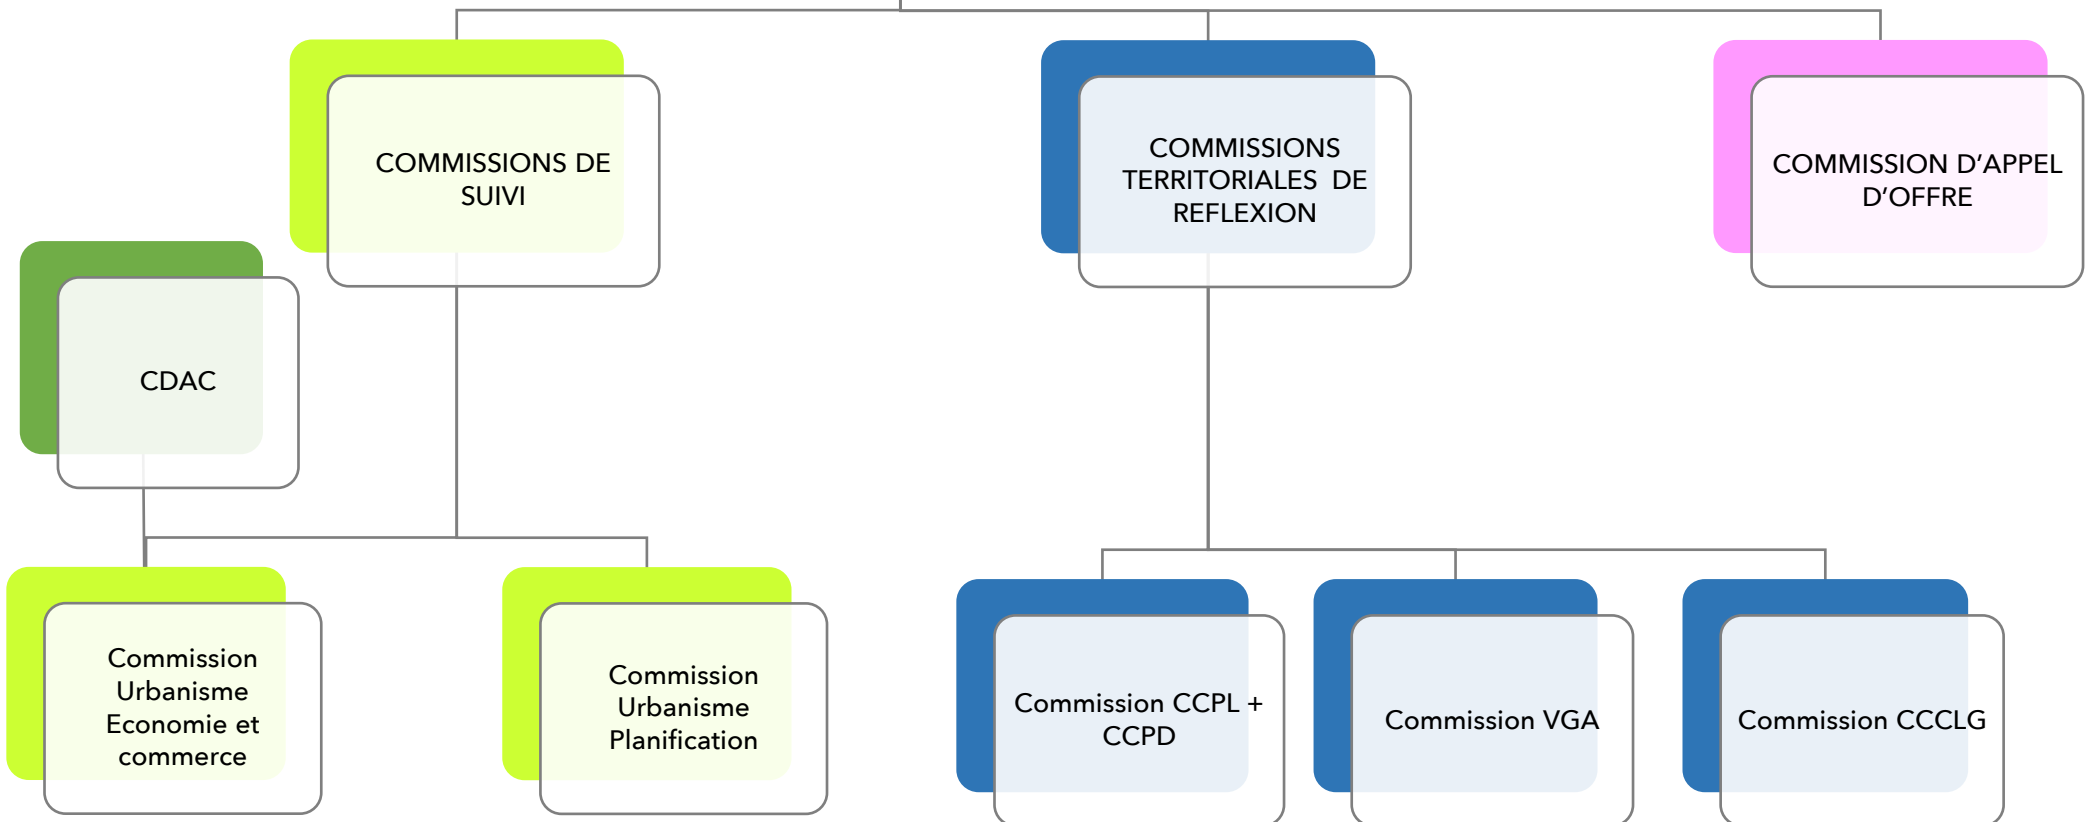 COMMISSIONS DE
SUIVI
COMMISSIONS
TERRITORIALES DE
REFLEXION
COMMISSION D’APPEL
D’OFFRE
CDAC
Commission
Urbanisme
Economie et
commerce
Commission
Urbanisme
Planification
Commission CCPL +
CCPD
Commission VGA
Commission CCCLG